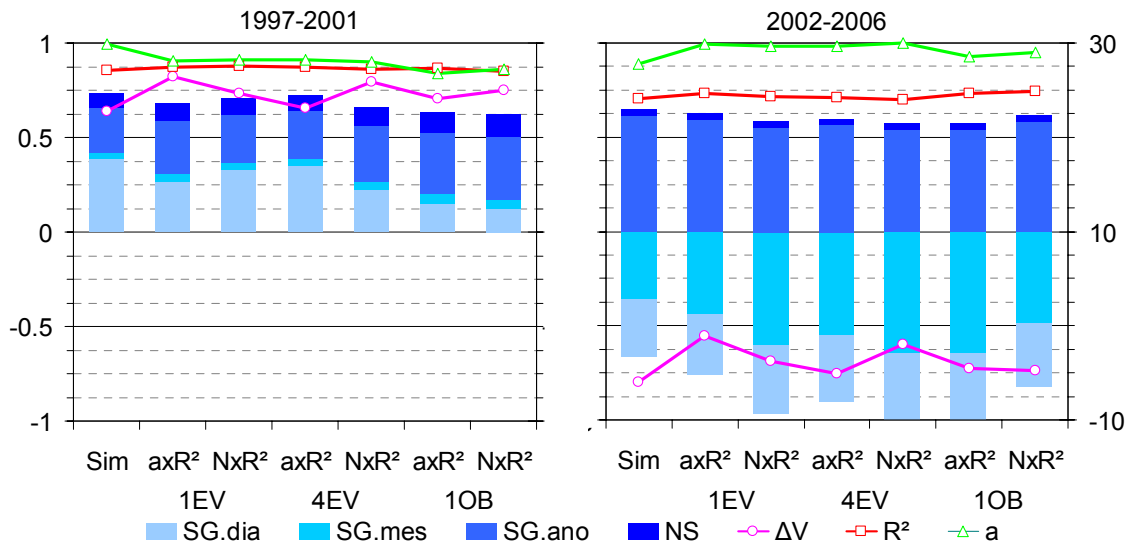 1997-2001
2002-2006
1
0.5
0
-0.5
-1
30
10
-10
Sim axR² NxR² axR² NxR² axR² NxR²
1EV 4EV 1OB
Sim axR² NxR² axR² NxR² axR² NxR²
1EV 4EV 1OB
SG.dia SG.mes SG.ano NS ΔV R² a